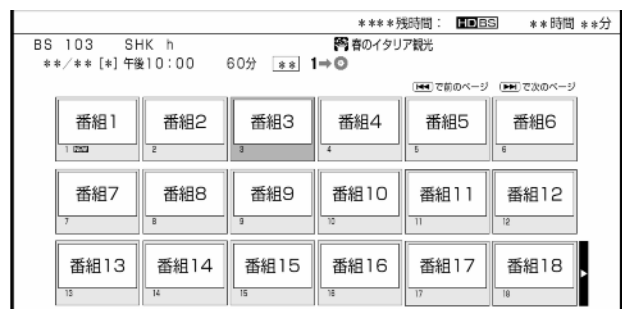 ****残時間： HD BS **時間 **分
BS 103 SHK h 春のイタリア観光
**/** [*] 午後10：00 60分 ** 1➡
⏮ で前のページ ⏭ で次のページ
番組1 番組2 番組3 番組4 番組5 番組6
1 2 3 4 5 6
番組7 番組8 番組9 番組10 番組11 番組12
7 8 9 10 11 12
番組13 番組14 番組15 番組16 番組17 番組18
13 14 15 16 17 18